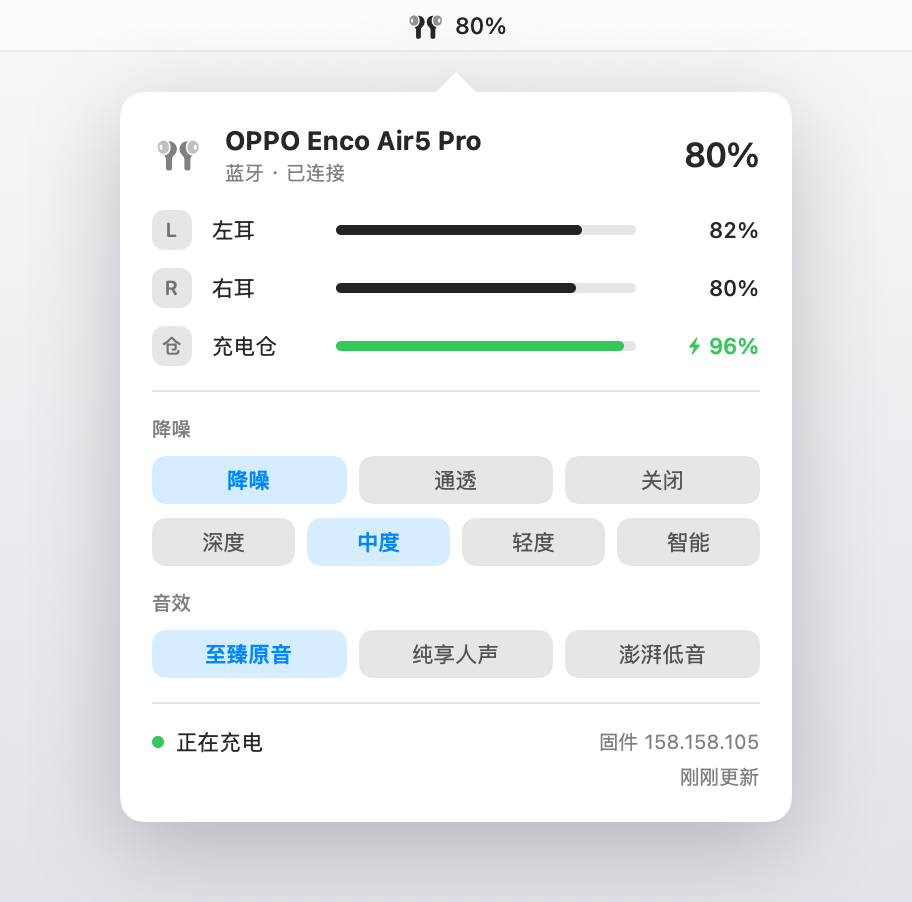 80%
OPPO Enco Air5 Pro
80%
蓝牙 · 已连接
L 左耳 82%
R 右耳 80%
仓 充电仓 96%
降噪
降噪 通透 关闭
深度 中度 轻度 智能
音效
至臻原音 纯享人声 澎湃低音
正在充电 固件 158.158.105
刚刚更新